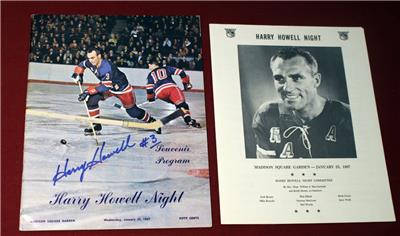 3
10
Harry Howell #3
Souvenir
Program
Harry Howell Night
MADISON SQUARE GARDEN
Wednesday, January 25, 1967
FIFTY CENTS
HARRY HOWELL NIGHT
A
MADISON SQUARE GARDEN — JANUARY 25, 1967
HARRY HOWELL NIGHT COMMITTEE